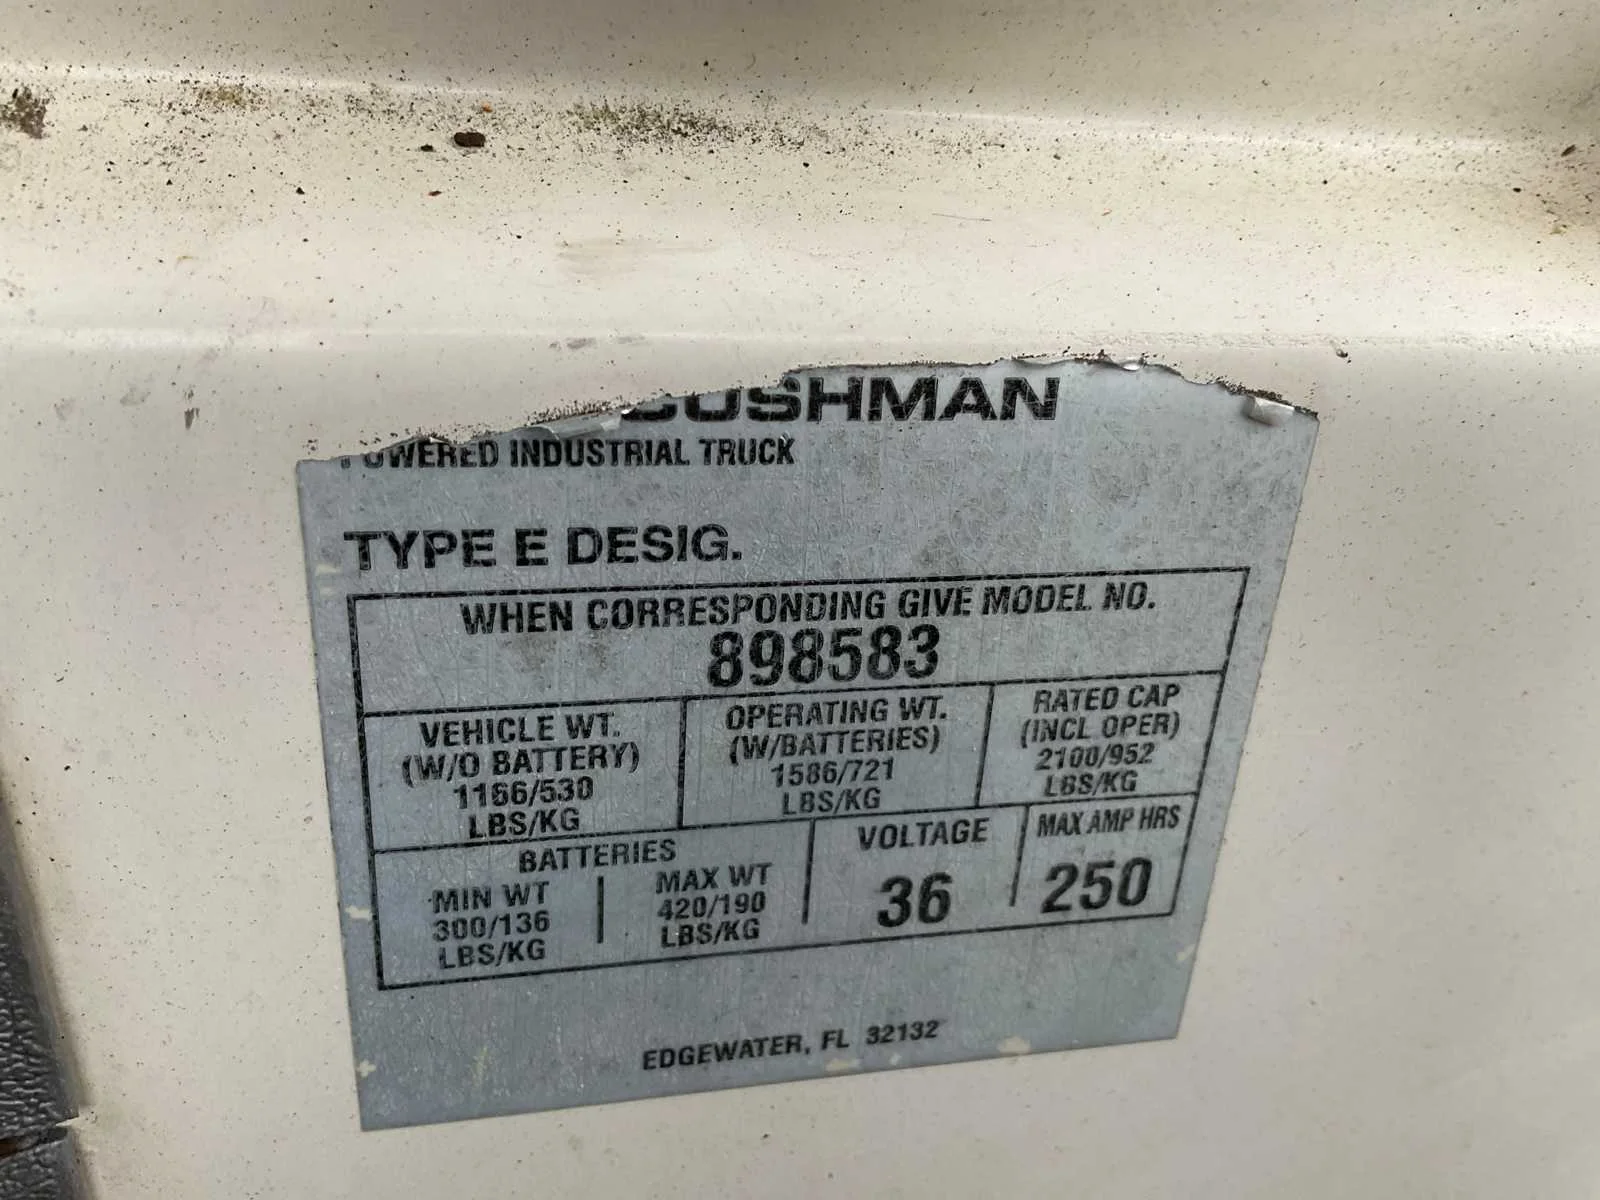 CUSHMAN
POWERED INDUSTRIAL TRUCK
TYPE E DESIG.
WHEN CORRESPONDING GIVE MODEL NO.
898583
VEHICLE WT.
(W/O BATTERY)
1166/530
LBS/KG
OPERATING WT.
(W/BATTERIES)
1586/721
LBS/KG
RATED CAP
(INCL OPER)
2100/952
LBS/KG
BATTERIES
MIN WT
300/136
LBS/KG
MAX WT
420/190
LBS/KG
VOLTAGE
36
MAX AMP HRS
250
EDGEWATER, FL 32132